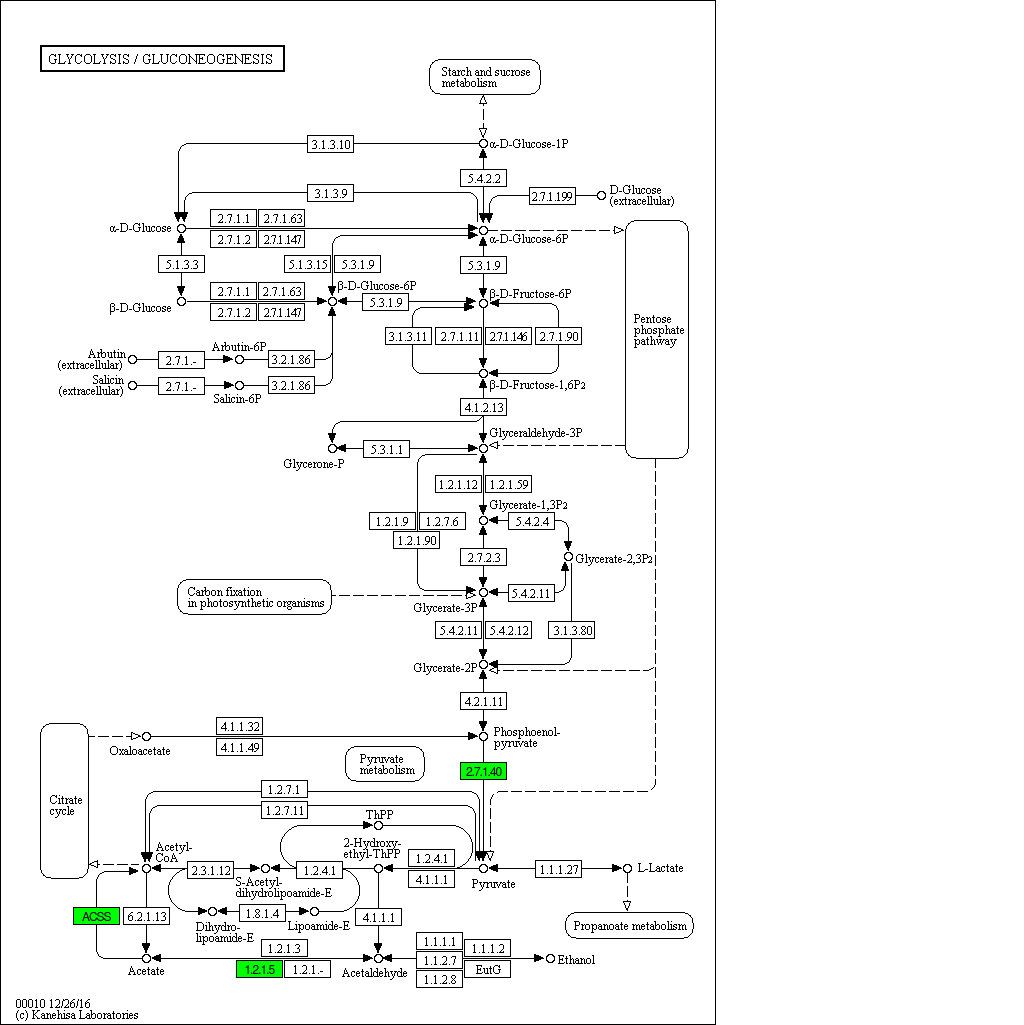 GLYCOLYSIS / GLUCONEOGENESIS
Starch and sucrose
metabolism
3.1.3.10
α-D-Glucose-1P
5.4.2.2
3.1.3.9
2.7.1.199
D-Glucose
(extracellular)
2.7.1.1
2.7.1.63
α-D-Glucose
2.7.1.2
2.7.1.147
α-D-Glucose-6P
5.1.3.3
5.1.3.15
5.3.1.9
5.3.1.9
β-D-Glucose-6P
2.7.1.1
2.7.1.63
β-D-Glucose
2.7.1.2
2.7.1.147
5.3.1.9
β-D-Fructose-6P
Pentose
phosphate
pathway
3.1.3.11
2.7.1.11
2.7.1.146
2.7.1.90
Arbutin
(extracellular)
2.7.1.-
Arbutin-6P
3.2.1.86
Salicin
(extracellular)
2.7.1.-
Salicin-6P
3.2.1.86
β-D-Fructose-1,6P2
4.1.2.13
Glyceraldehyde-3P
5.3.1.1
Glycerone-P
1.2.1.12
1.2.1.59
Glycerate-1,3P2
1.2.1.9
1.2.7.6
5.4.2.4
1.2.1.90
2.7.2.3
Glycerate-2,3P2
Carbon fixation
in photosynthetic organisms
5.4.2.11
Glycerate-3P
5.4.2.11
5.4.2.12
3.1.3.80
Glycerate-2P
4.2.1.11
4.1.1.32
Oxaloacetate
4.1.1.49
Phosphoenol-
pyruvate
Pyruvate
metabolism
2.7.1.40
Citrate
cycle
1.2.7.1
1.2.7.11
ThPP
Acetyl-
CoA
2-Hydroxy-
ethyl-ThPP
2.3.1.12
1.2.4.1
1.2.4.1
4.1.1.1
1.1.1.27
L-Lactate
S-Acetyl-
dihydrolipoamide-E
Pyruvate
ACSS
6.2.1.13
1.8.1.4
4.1.1.1
Dihydro-
lipoamide-E
Lipoamide-E
Propanoate metabolism
1.2.1.3
1.1.1.1
1.1.1.2
Acetate
1.2.1.5
1.2.1.-
Acetaldehyde
1.1.2.7
EutG
Ethanol
1.1.2.8
00010 12/26/16
(c) Kanehisa Laboratories